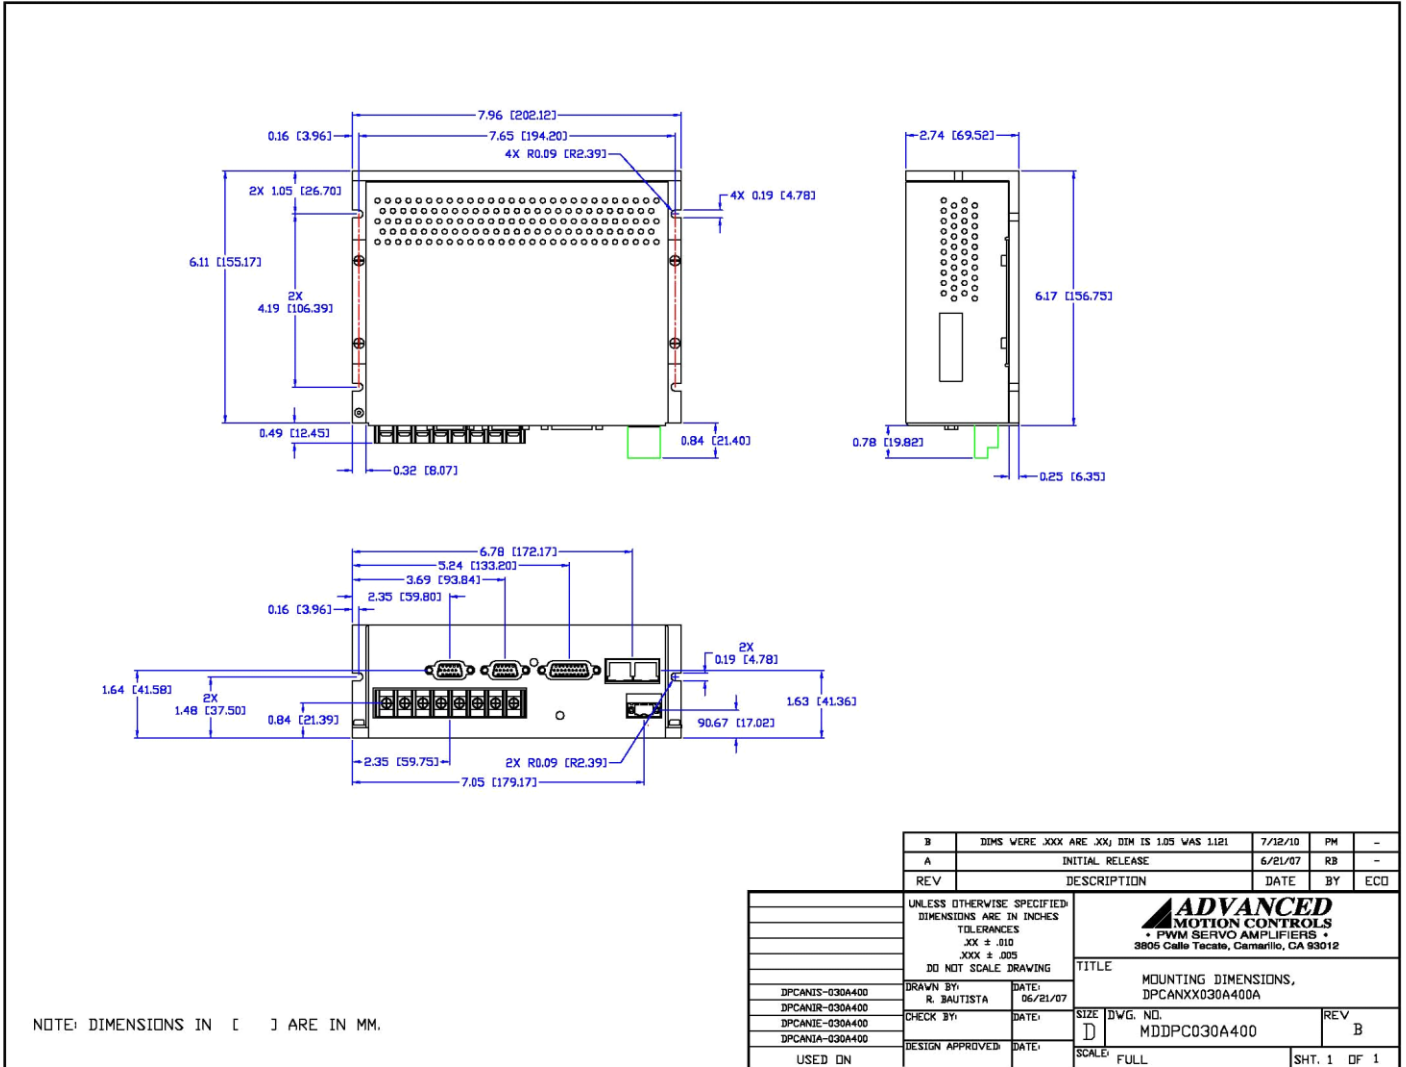 7.96 [202.12]
0.16 [3.96]
7.65 [194.20]
4X R0.09 [R2.39]
2X 1.05 [26.70]
4X 0.19 [4.78]
6.11 [155.17]
2X
4.19 [106.39]
0.49 [12.45]
0.32 [8.07]
0.84 [21.40]
2.74 [69.52]
6.17 [156.75]
0.78 [19.82]
0.25 [6.35]
6.78 [172.17]
5.24 [133.20]
3.69 [93.84]
2.35 [59.80]
0.16 [3.96]
2X
0.19 [4.78]
1.64 [41.58]
2X
1.48 [37.50]
0.84 [21.39]
1.63 [41.36]
90.67 [17.02]
2.35 [59.75]
2X R0.09 [R2.39]
7.05 [179.17]
B DIMS WERE .XXX ARE .XX; DIM IS 1.05 WAS 1.121 7/12/10 PM -
A INITIAL RELEASE 6/21/07 RB -
REV DESCRIPTION DATE BY ECO
UNLESS OTHERWISE SPECIFIED:
DIMENSIONS ARE IN INCHES
TOLERANCES
.XX ± .010
.XXX ± .005
DO NOT SCALE DRAWING
ADVANCED
MOTION CONTROLS
• PWM SERVO AMPLIFIERS •
3805 Calle Tecate, Camarillo, CA 93012
TITLE
MOUNTING DIMENSIONS,
DPCANXX030A400A
DPCANIS-030A400
DPCANIR-030A400
DPCANIE-030A400
DPCANIA-030A400
USED ON
DRAWN BY: DATE:
R. BAUTISTA 06/21/07
CHECK BY: DATE:
DESIGN APPROVED: DATE:
SIZE DWG. NO. REV
D MDDPC030A400 B
SCALE: FULL SHT. 1 OF 1
NOTE: DIMENSIONS IN [ ] ARE IN MM.